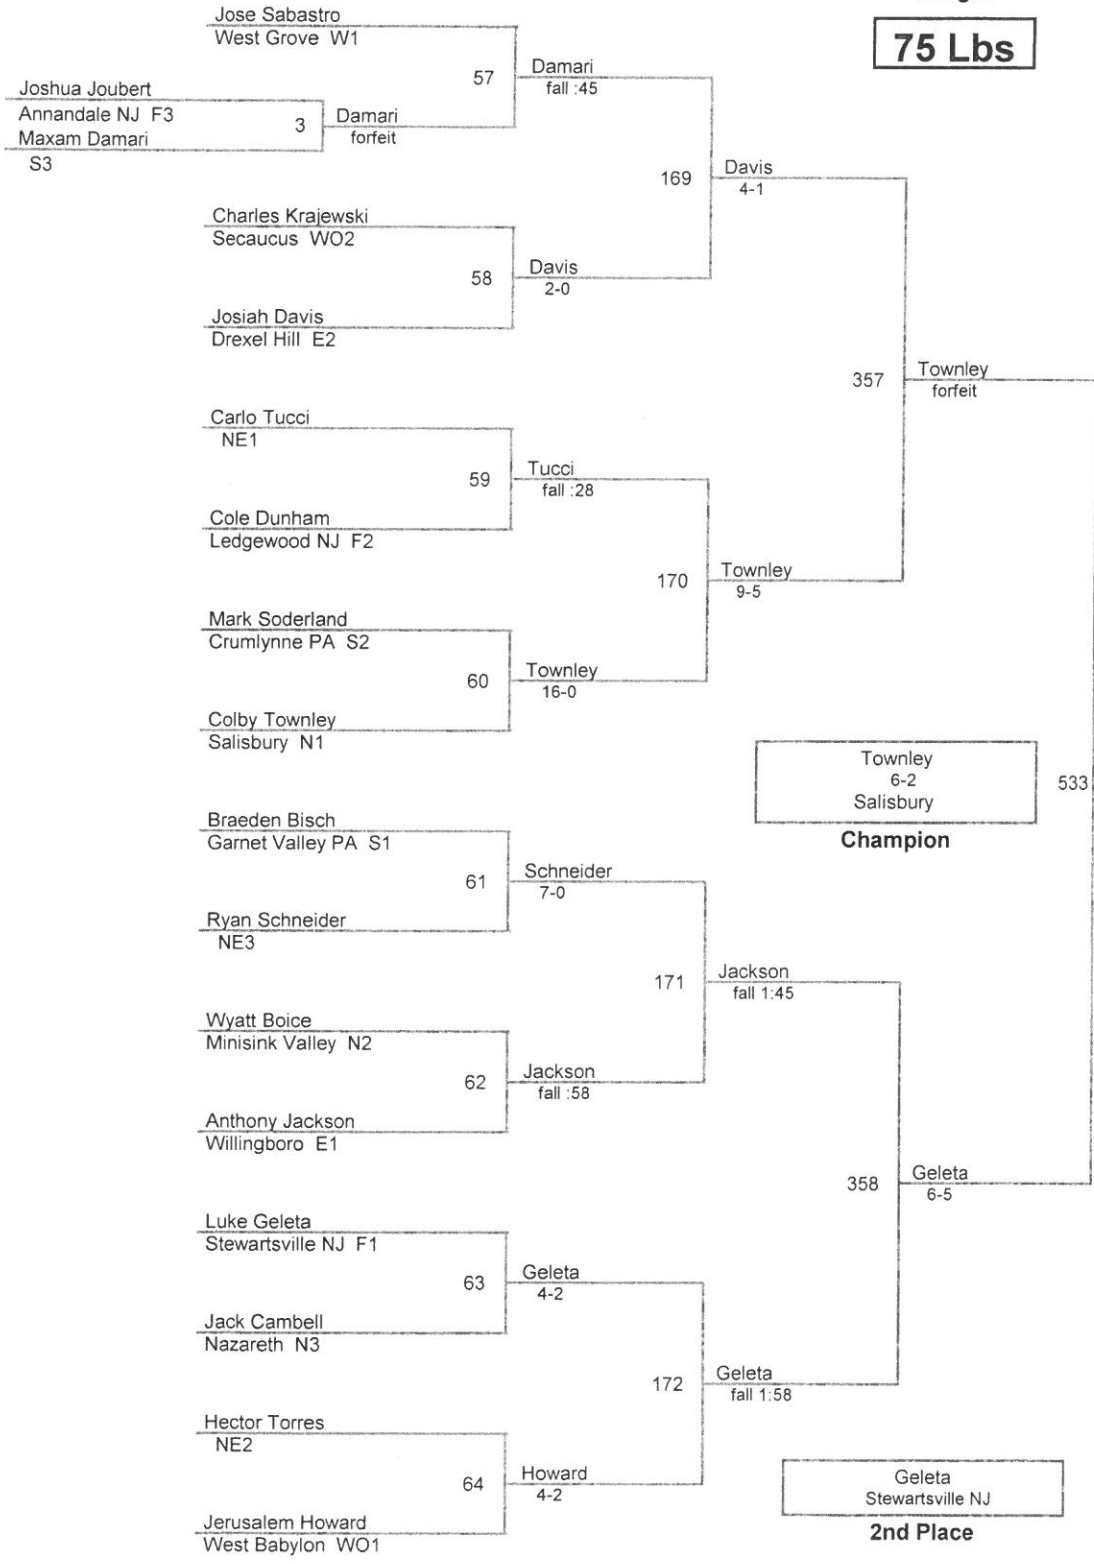 75 Lbs
Jose Sabastro
West Grove W1
57
Damari
fall :45
Joshua Joubert
Annandale NJ F3
3
Maxam Damari
S3
Damari
forfeit
169
Davis
4-1
Charles Krajewski
Secaucus WO2
58
Davis
2-0
Josiah Davis
Drexel Hill E2
357
Townley
forfeit
Carlo Tucci
NE1
59
Tucci
fall :28
Cole Dunham
Ledgewood NJ F2
170
Townley
9-5
Mark Soderland
Crumlynne PA S2
60
Townley
16-0
Colby Townley
Salisbury N1
Townley
6-2
Salisbury
Champion
533
Braeden Bisch
Garnet Valley PA S1
61
Schneider
7-0
Ryan Schneider
NE3
171
Jackson
fall 1:45
Wyatt Boice
Minisink Valley N2
62
Jackson
fall :58
Anthony Jackson
Willingboro E1
358
Geleta
6-5
Luke Geleta
Stewartsville NJ F1
63
Geleta
4-2
Jack Cambell
Nazareth N3
172
Geleta
fall 1:58
Hector Torres
NE2
64
Howard
4-2
Jerusalem Howard
West Babylon WO1
Geleta
Stewartsville NJ
2nd Place